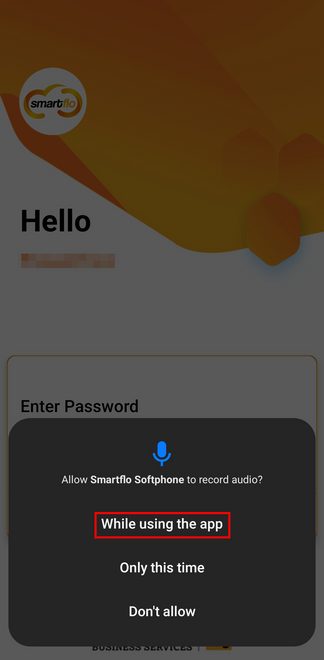 smartflo
Hello
Enter Password
Allow Smartflo Softphone to record audio?
While using the app
Only this time
Don't allow
BUSINESS SERVICES